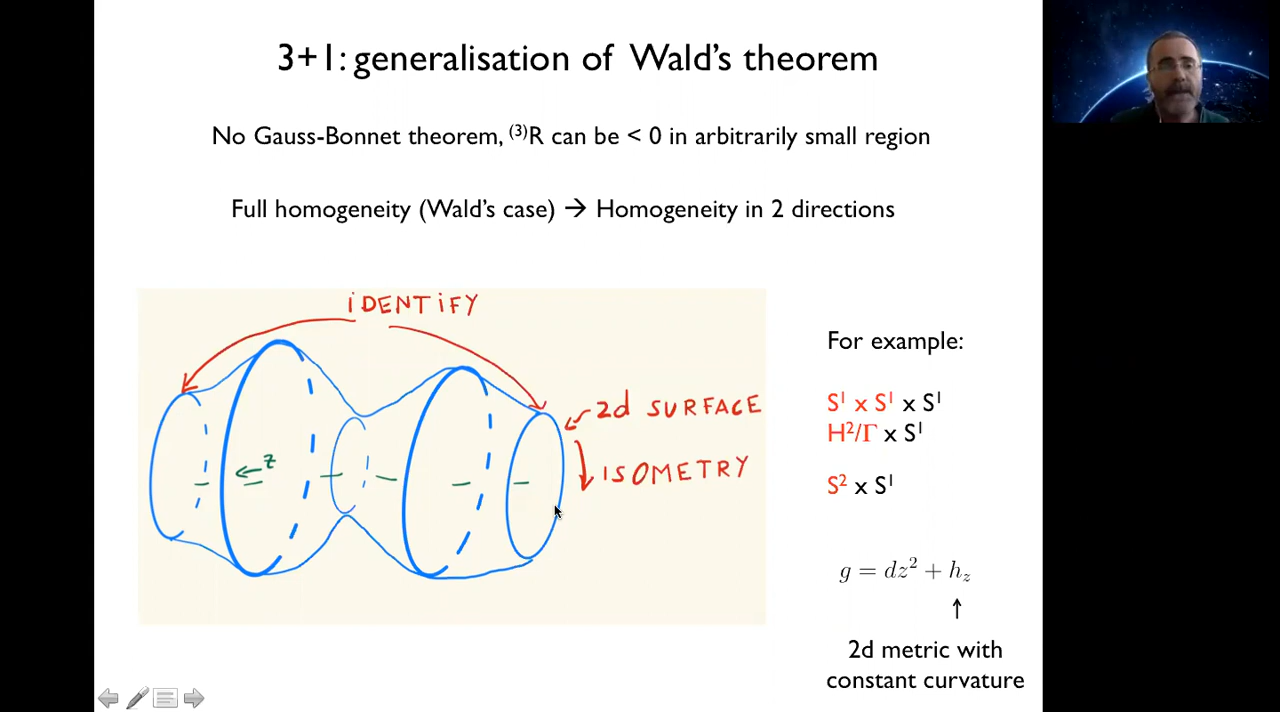 3+1: generalisation of Wald's theorem
No Gauss-Bonnet theorem, ⁽³⁾R can be < 0 in arbitrarily small region
Full homogeneity (Wald's case) → Homogeneity in 2 directions
iDENTiFY
2d SURFACE
ISOMETRY
z
For example:
S¹ x S¹ x S¹
H²/Γ x S¹
S² x S¹
g = dz² + h_z
2d metric with
constant curvature